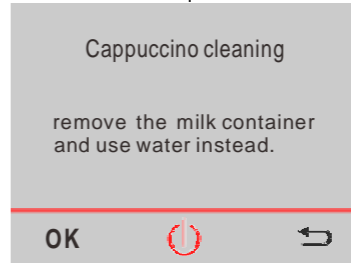 Cappuccino cleaning
remove the milk container
and use water instead.
OK